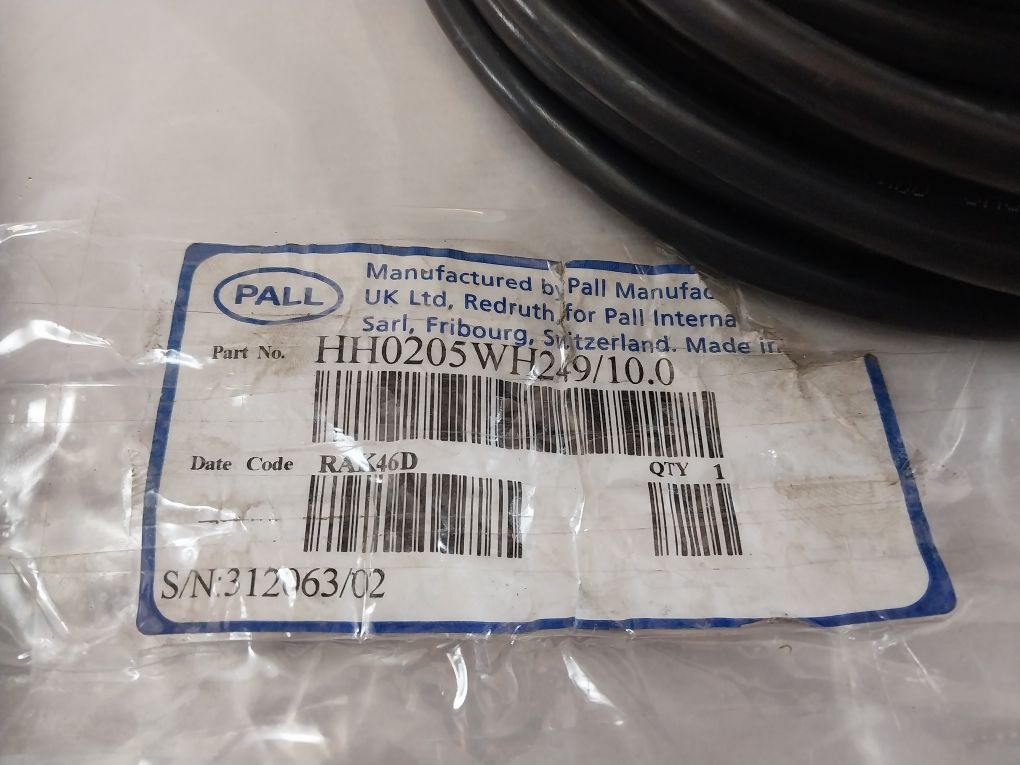 PALL
Manufactured by Pall Manufac
UK Ltd, Redruth, for Pall Interna
Sarl, Fribourg, Switzerland. Made in
Part No. HH0205WH249/10.0
Date Code RAK46D QTY 1
S/N:312063/02